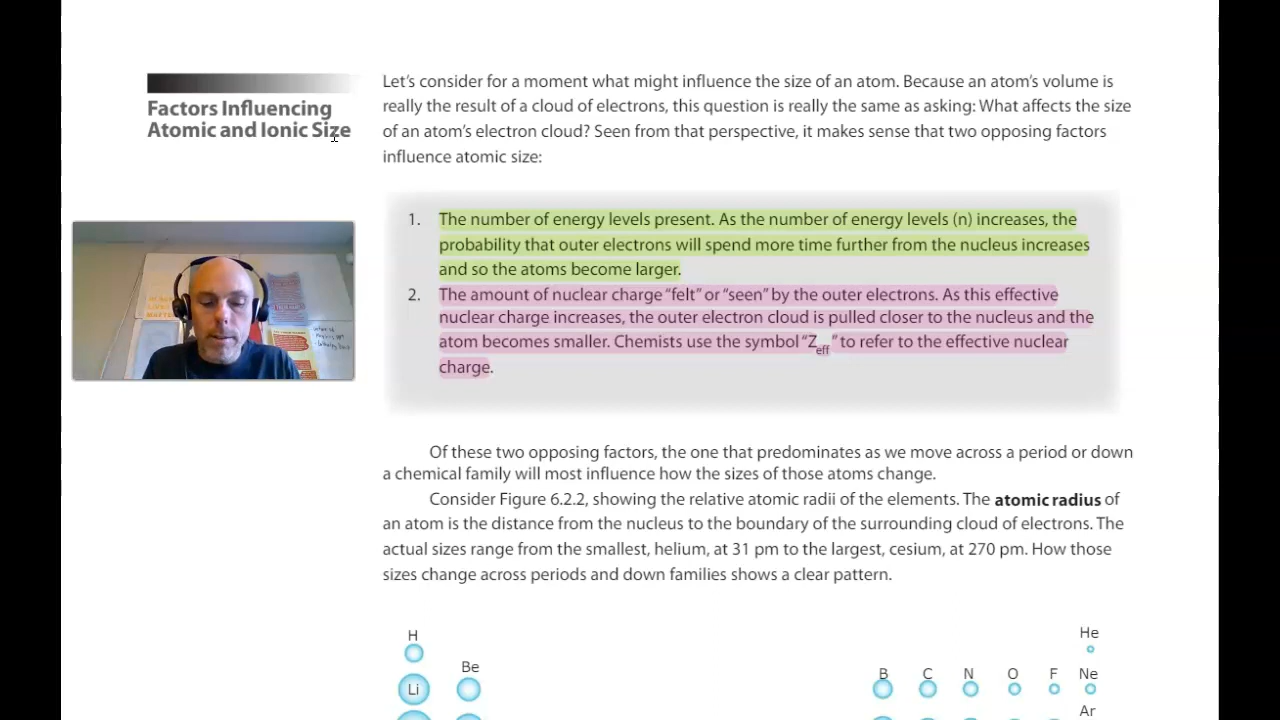 Factors Influencing
Atomic and Ionic Size
Let's consider for a moment what might influence the size of an atom. Because an atom's volume is
really the result of a cloud of electrons, this question is really the same as asking: What affects the size
of an atom's electron cloud? Seen from that perspective, it makes sense that two opposing factors
influence atomic size:
1. The number of energy levels present. As the number of energy levels (n) increases, the
probability that outer electrons will spend more time further from the nucleus increases
and so the atoms become larger.
2. The amount of nuclear charge “felt” or “seen” by the outer electrons. As this effective
nuclear charge increases, the outer electron cloud is pulled closer to the nucleus and the
atom becomes smaller. Chemists use the symbol “Zeff” to refer to the effective nuclear
charge.
Of these two opposing factors, the one that predominates as we move across a period or down
a chemical family will most influence how the sizes of those atoms change.
Consider Figure 6.2.2, showing the relative atomic radii of the elements. The atomic radius of
an atom is the distance from the nucleus to the boundary of the surrounding cloud of electrons. The
actual sizes range from the smallest, helium, at 31 pm to the largest, cesium, at 270 pm. How those
sizes change across periods and down families shows a clear pattern.
H He
Be B C N O F Ne
Li
Ar